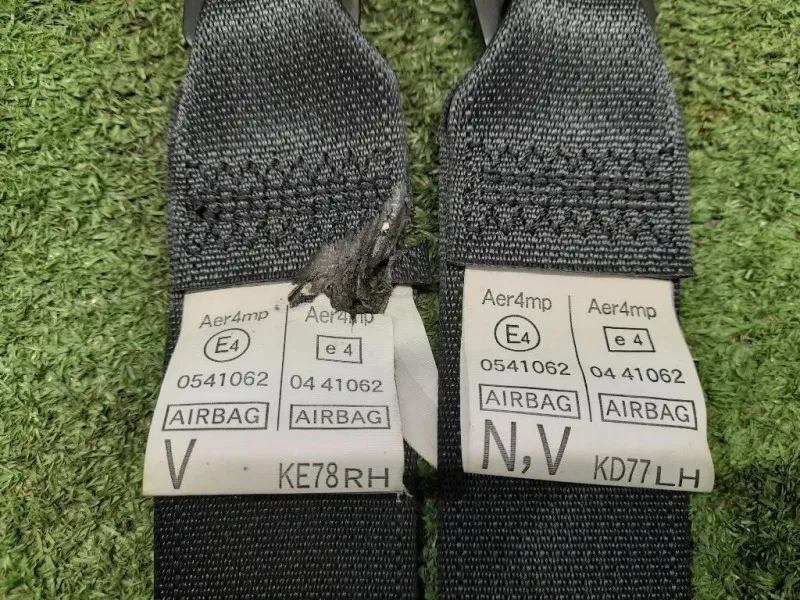 Aer4mp Aer4mp
E4 e 4
0541062 04 41062
AIRBAG AIRBAG
V KE78 RH
Aer4mp Aer4mp
E4 e 4
0541062 04 41062
AIRBAG AIRBAG
N,V KD77 LH